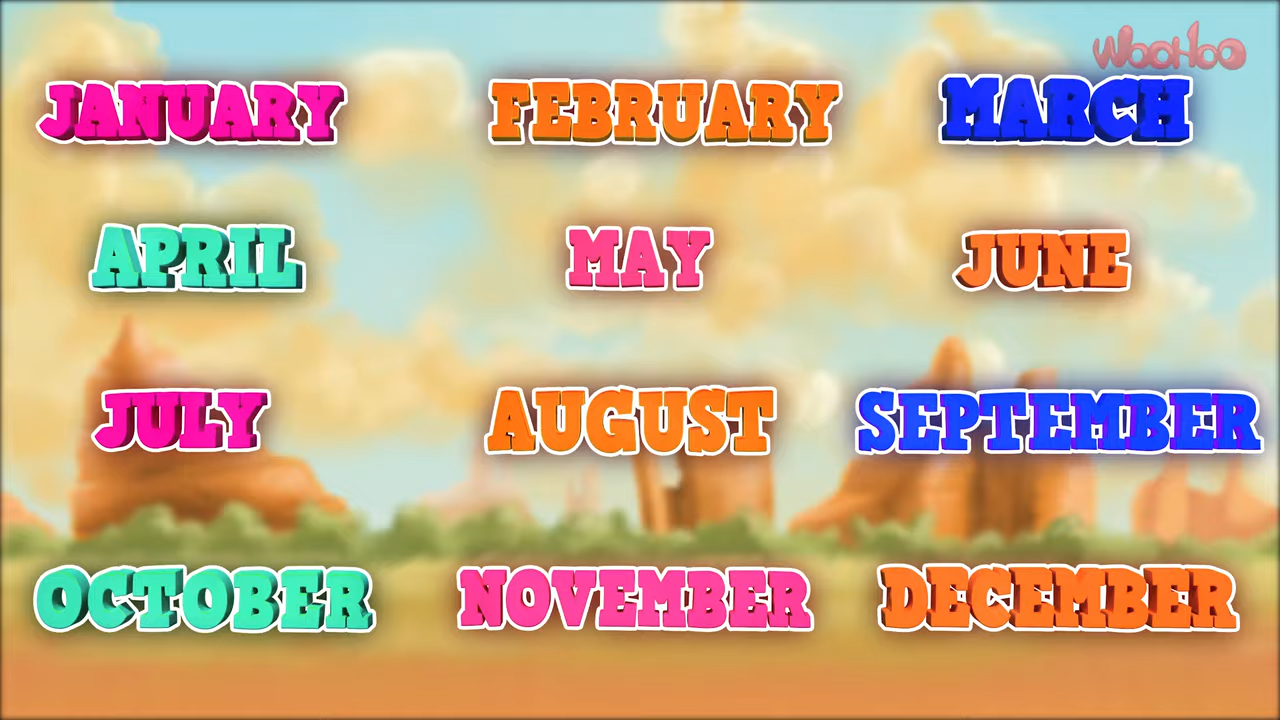 WooHoo
JANUARY FEBRUARY MARCH
APRIL MAY JUNE
JULY AUGUST SEPTEMBER
OCTOBER NOVEMBER DECEMBER